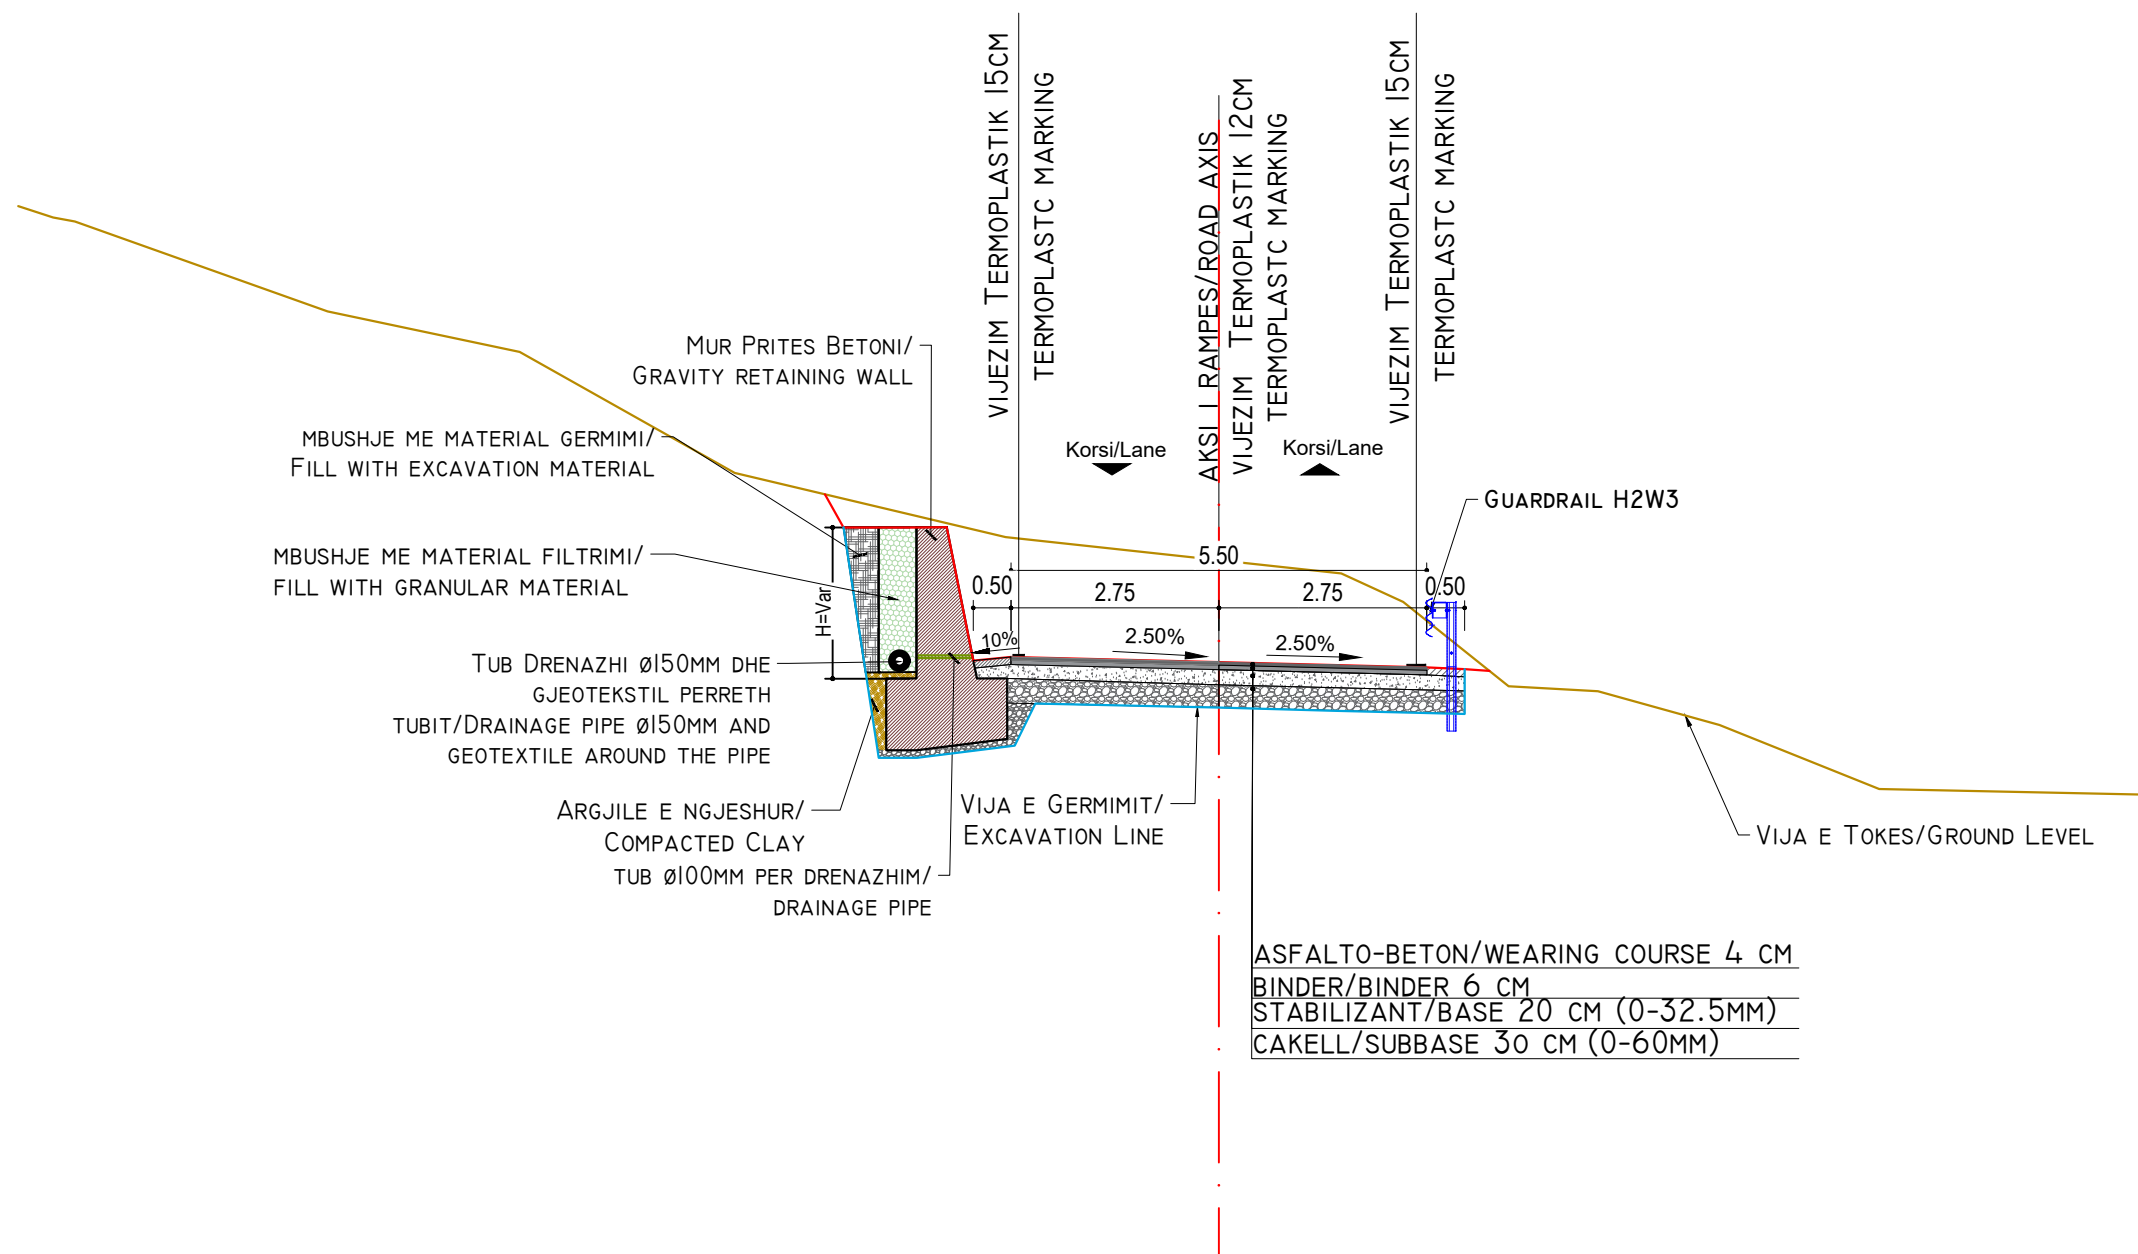 VIJEZIM TERMOPLASTIK 15CM
TERMOPLASTC MARKING
AKSI I RAMPES/ROAD AXIS
VIJEZIM TERMOPLASTIK 12CM
TERMOPLASTC MARKING
VIJEZIM TERMOPLASTIK 15CM
TERMOPLASTC MARKING
MUR PRITES BETONI/
GRAVITY RETAINING WALL
MBUSHJE ME MATERIAL GERMIMI/
FILL WITH EXCAVATION MATERIAL
Korsi/Lane
Korsi/Lane
GUARDRAIL H2W3
MBUSHJE ME MATERIAL FILTRIMI/
FILL WITH GRANULAR MATERIAL
5.50
0.50
2.75
2.75
0.50
H=Var
10%
2.50%
2.50%
TUB DRENAZHI Ø150MM DHE
GJEOTEKSTIL PERRETH
TUBIT/DRAINAGE PIPE Ø150MM AND
GEOTEXTILE AROUND THE PIPE
ARGJILE E NGJESHUR/
COMPACTED CLAY
TUB Ø100MM PER DRENAZHIM/
DRAINAGE PIPE
VIJA E GERMIMIT/
EXCAVATION LINE
VIJA E TOKES/GROUND LEVEL
ASFALTO-BETON/WEARING COURSE 4 CM
BINDER/BINDER 6 CM
STABILIZANT/BASE 20 CM (0-32.5MM)
CAKELL/SUBBASE 30 CM (0-60MM)